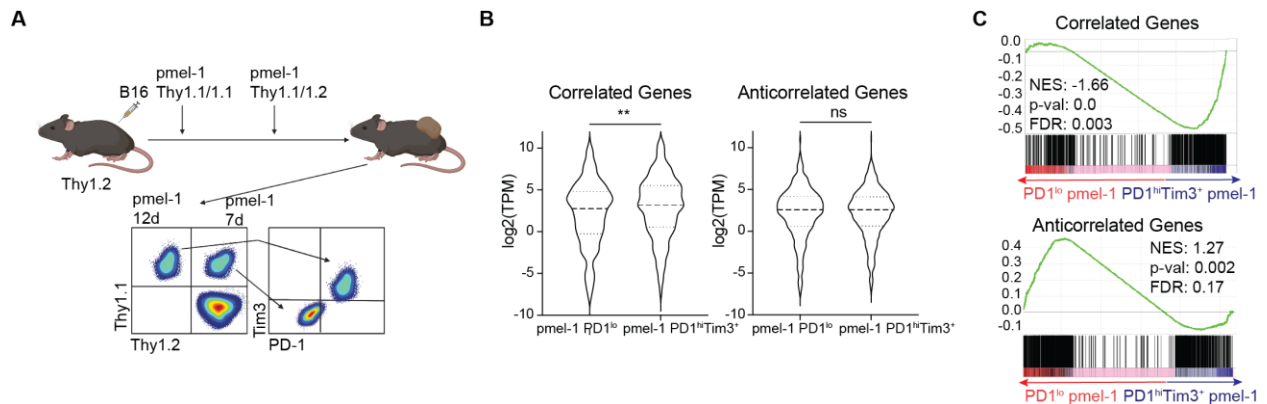 A
B16
pmel-1
Thy1.1/1.1
pmel-1
Thy1.1/1.2
Thy1.2
pmel-1
12d
pmel-1
7d
Thy1.1
Thy1.2
Tim3
PD-1
B
Correlated Genes
**
log2(TPM)
10
5
0
-5
-10
pmel-1 PD1ˡᵒ
pmel-1 PD1ʰⁱTim3⁺
Anticorrelated Genes
ns
log2(TPM)
10
5
0
-5
-10
pmel-1 PD1ˡᵒ
pmel-1 PD1ʰⁱTim3⁺
C
Correlated Genes
0.0
-0.1
-0.2
-0.3
-0.4
-0.5
NES: -1.66
p-val: 0.0
FDR: 0.003
PD1ˡᵒ pmel-1 PD1ʰⁱTim3⁺ pmel-1
Anticorrelated Genes
0.4
0.3
0.2
0.1
0.0
-0.1
NES: 1.27
p-val: 0.002
FDR: 0.17
PD1ˡᵒ pmel-1 PD1ʰⁱTim3⁺ pmel-1